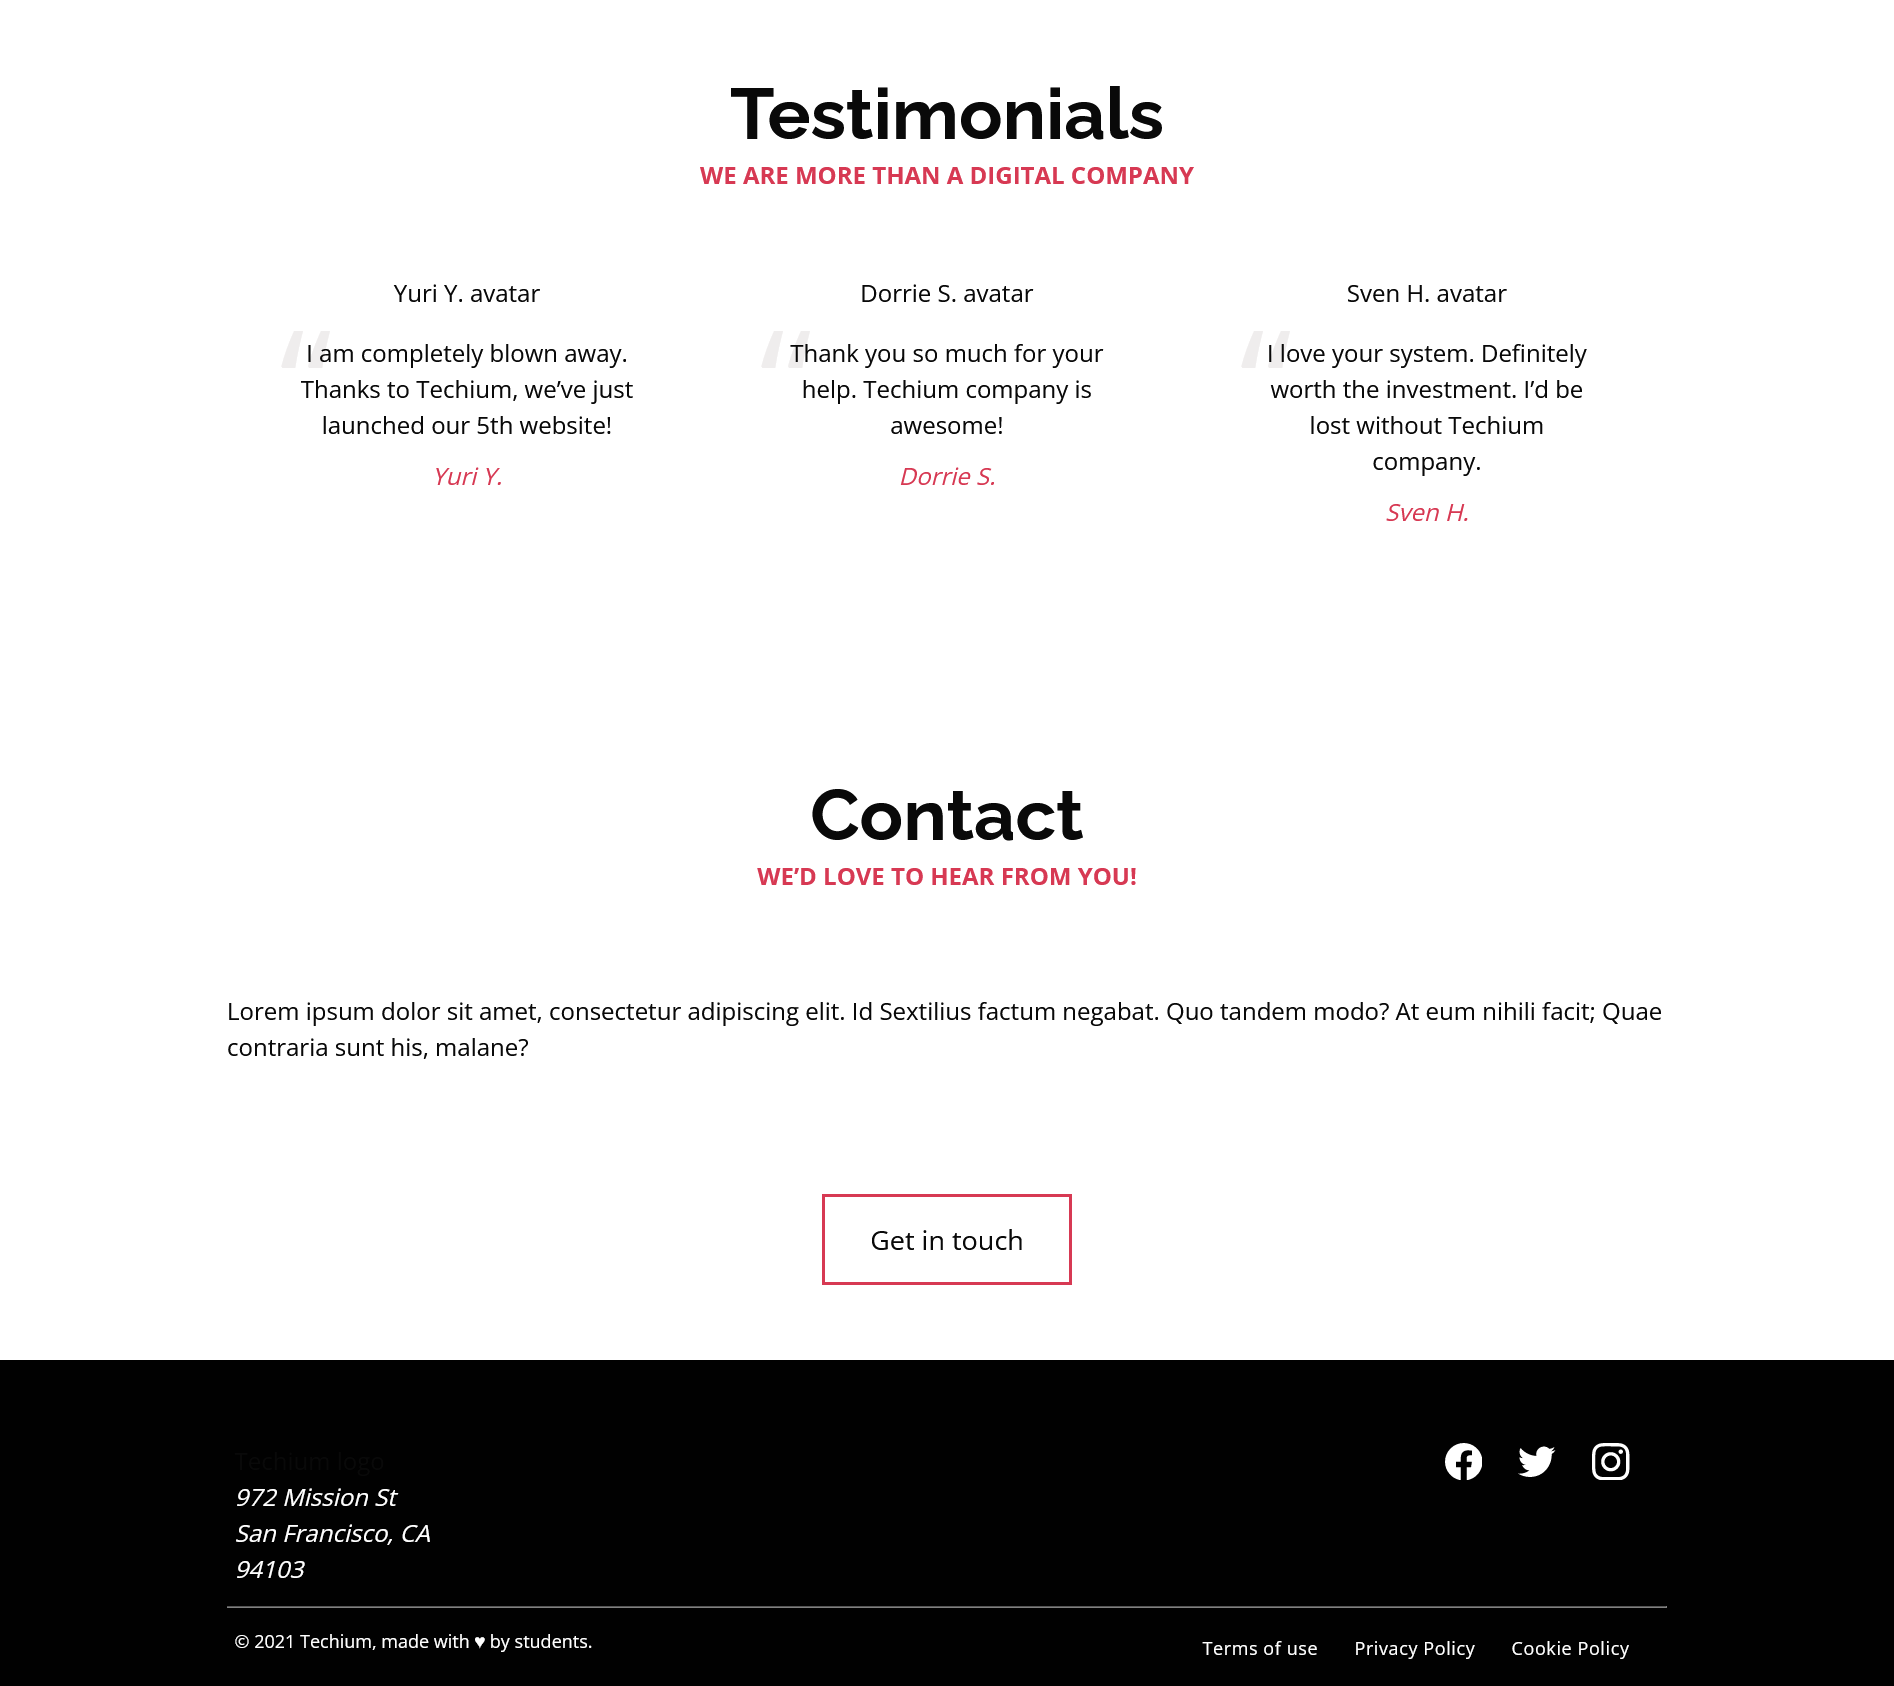 Testimonials
WE ARE MORE THAN A DIGITAL COMPANY
Yuri Y. avatar
“
I am completely blown away.
Thanks to Techium, we’ve just
launched our 5th website!
Yuri Y.
Dorrie S. avatar
“
Thank you so much for your
help. Techium company is
awesome!
Dorrie S.
Sven H. avatar
“
I love your system. Definitely
worth the investment. I’d be
lost without Techium
company.
Sven H.
Contact
WE’D LOVE TO HEAR FROM YOU!
Lorem ipsum dolor sit amet, consectetur adipiscing elit. Id Sextilius factum negabat. Quo tandem modo? At eum nihili facit; Quae
contraria sunt his, malane?
Get in touch
Techium logo
972 Mission St
San Francisco, CA
94103
© 2021 Techium, made with ♥ by students.
Terms of use Privacy Policy Cookie Policy